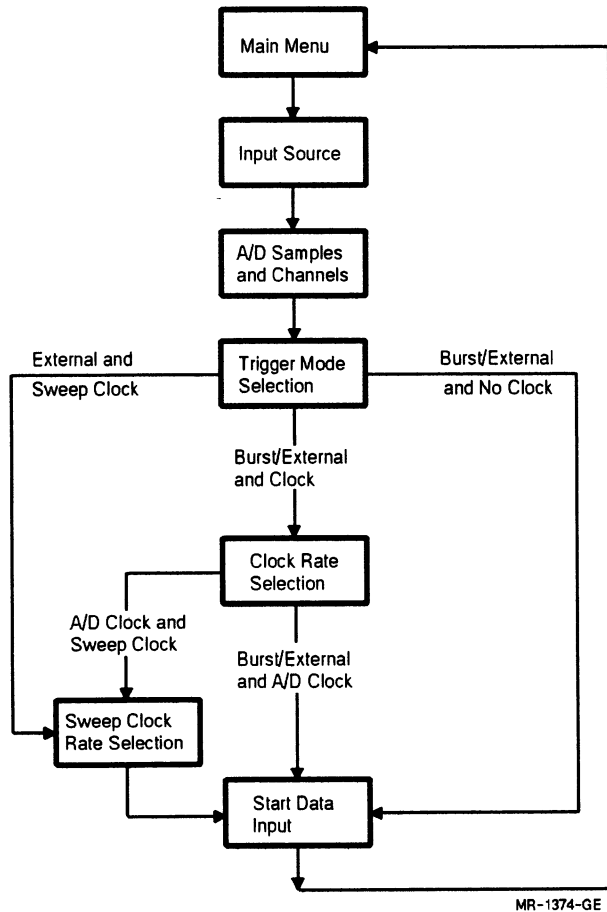 Main Menu
Input Source
A/D Samples
and Channels
External and
Sweep Clock
Trigger Mode
Selection
Burst/External
and No Clock
Burst/External
and Clock
Clock Rate
Selection
A/D Clock and
Sweep Clock
Burst/External
and A/D Clock
Sweep Clock
Rate Selection
Start Data
Input
MR-1374-GE